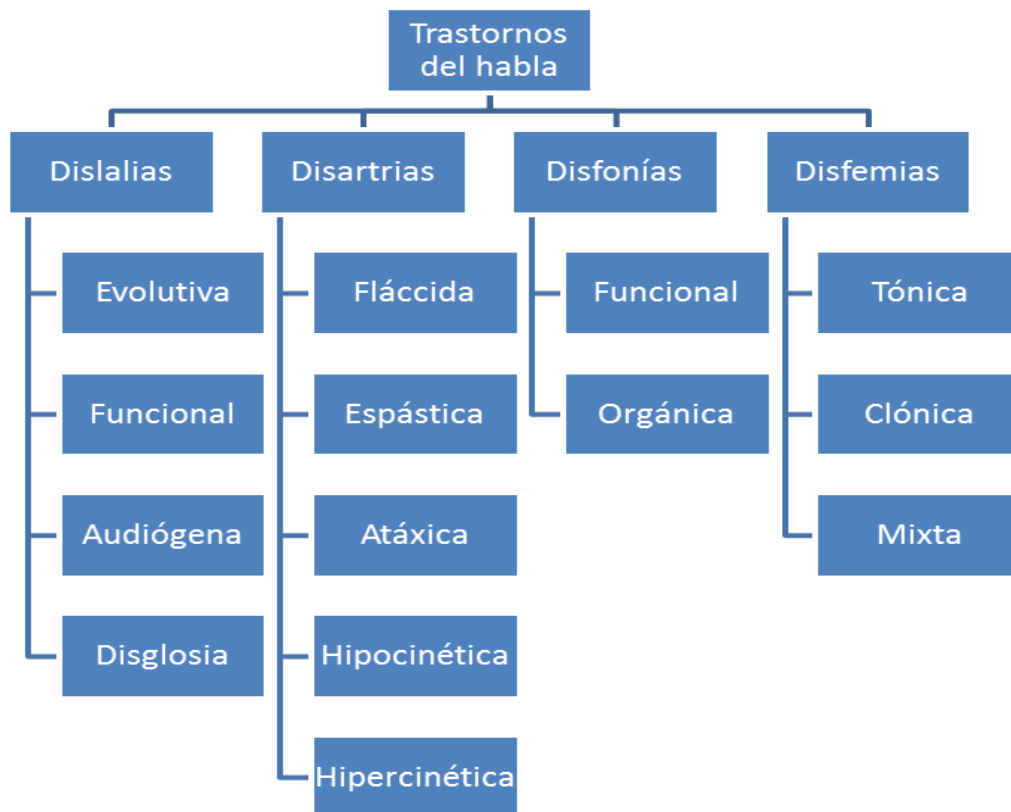 Trastornos
del habla
Dislalias
Disartrias
Disfonías
Disfemias
Evolutiva
Fláccida
Funcional
Tónica
Funcional
Espástica
Orgánica
Clónica
Audiógena
Atáxica
Mixta
Disglosia
Hipocinética
Hipercinética